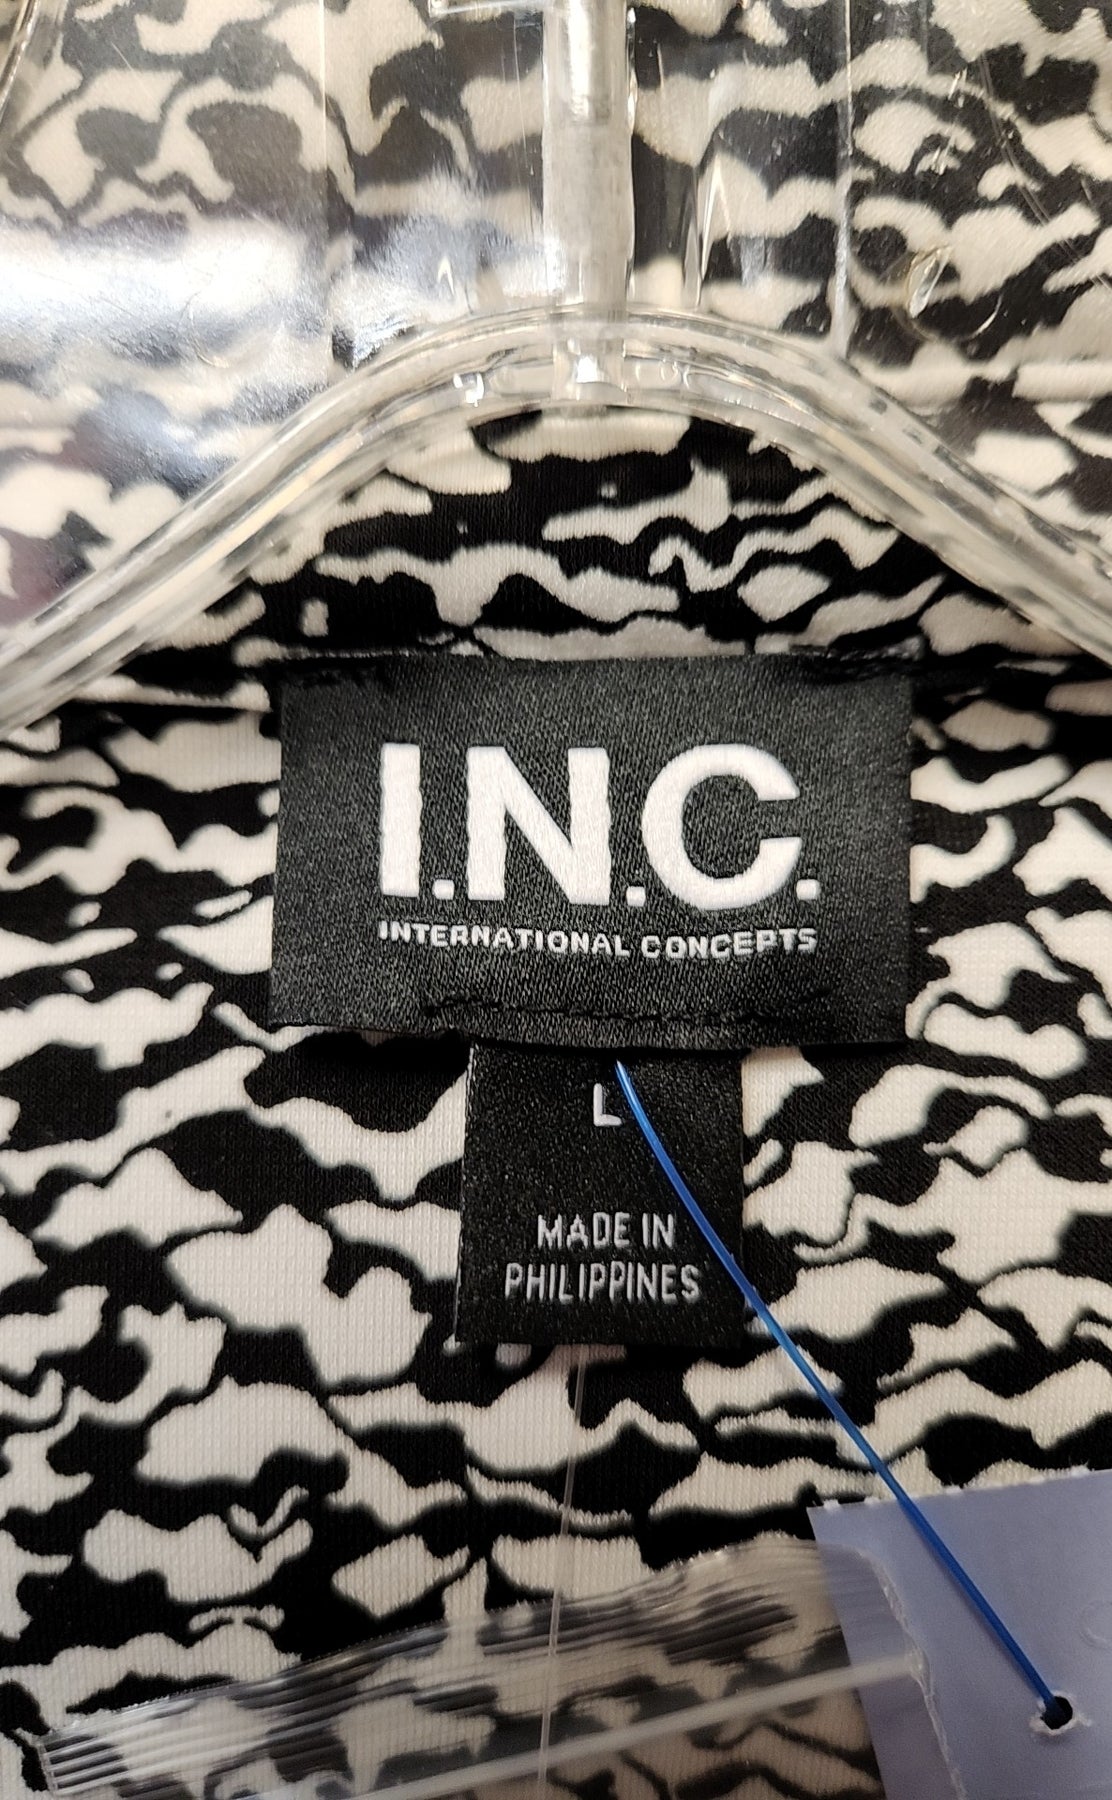 I.N.C.
INTERNATIONAL CONCEPTS
L
MADE IN
PHILIPPINES